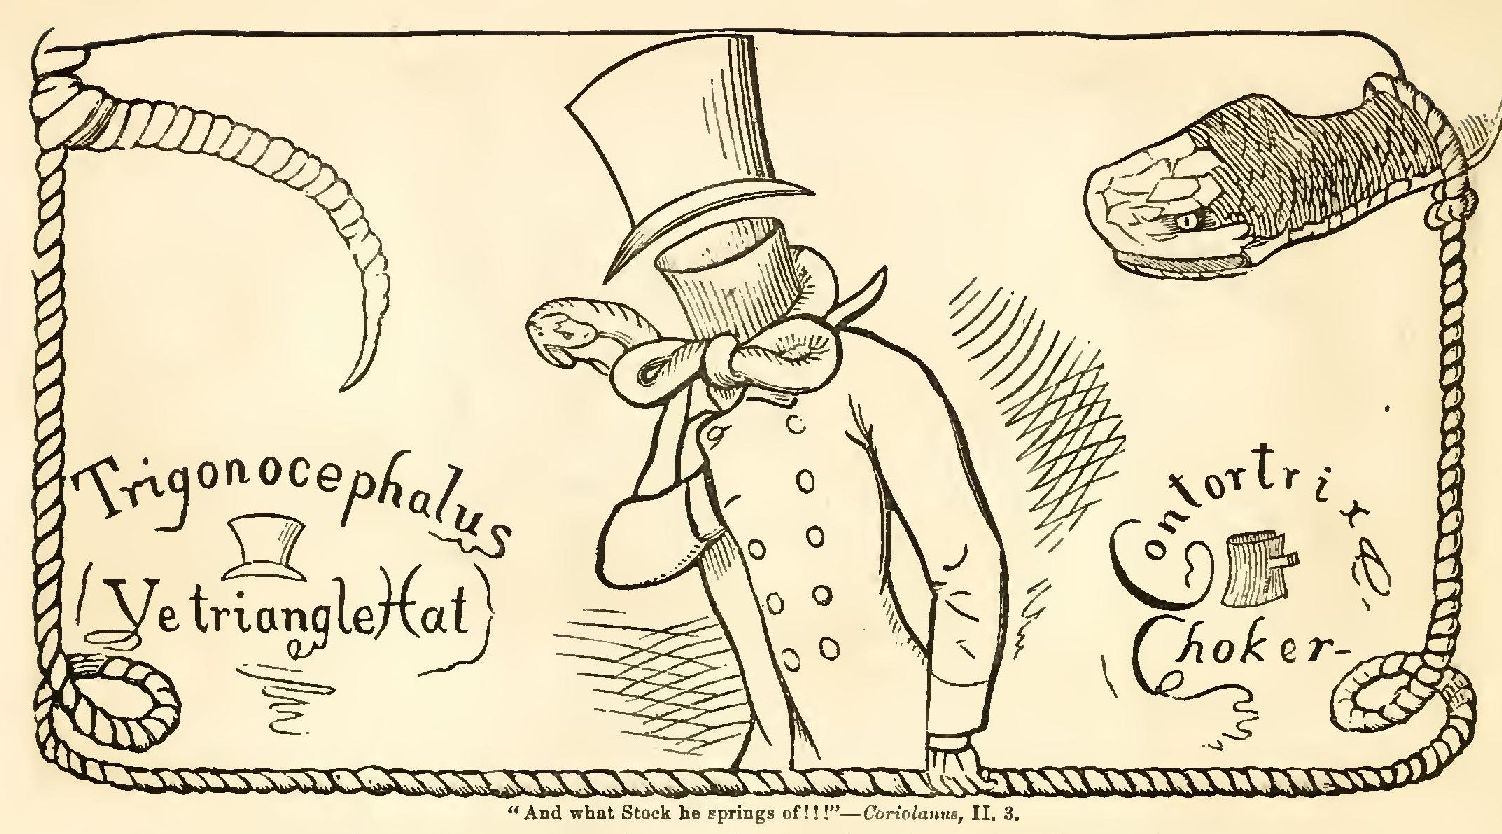 Trigonocephalus
(Ye triangle Hat)
Contortrix
Choker-
"And what Stock he springs of!!!"—Coriolanus, II. 3.